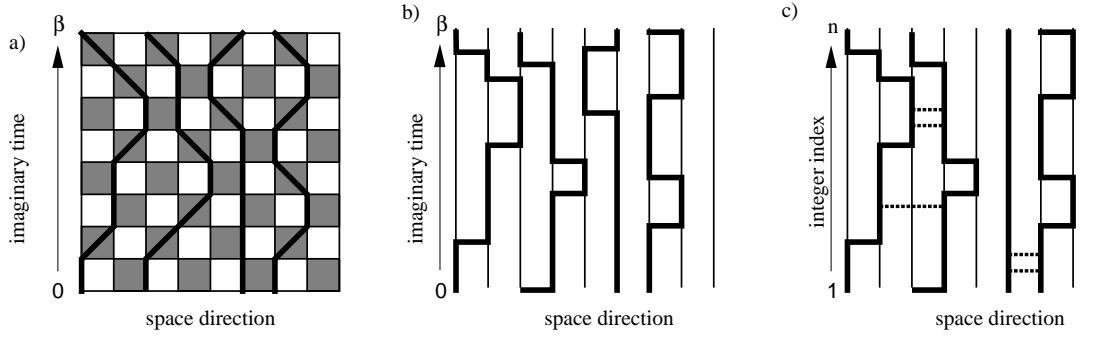 a)
β
imaginary time
0
space direction
b)
β
imaginary time
0
space direction
c)
n
integer index
1
space direction